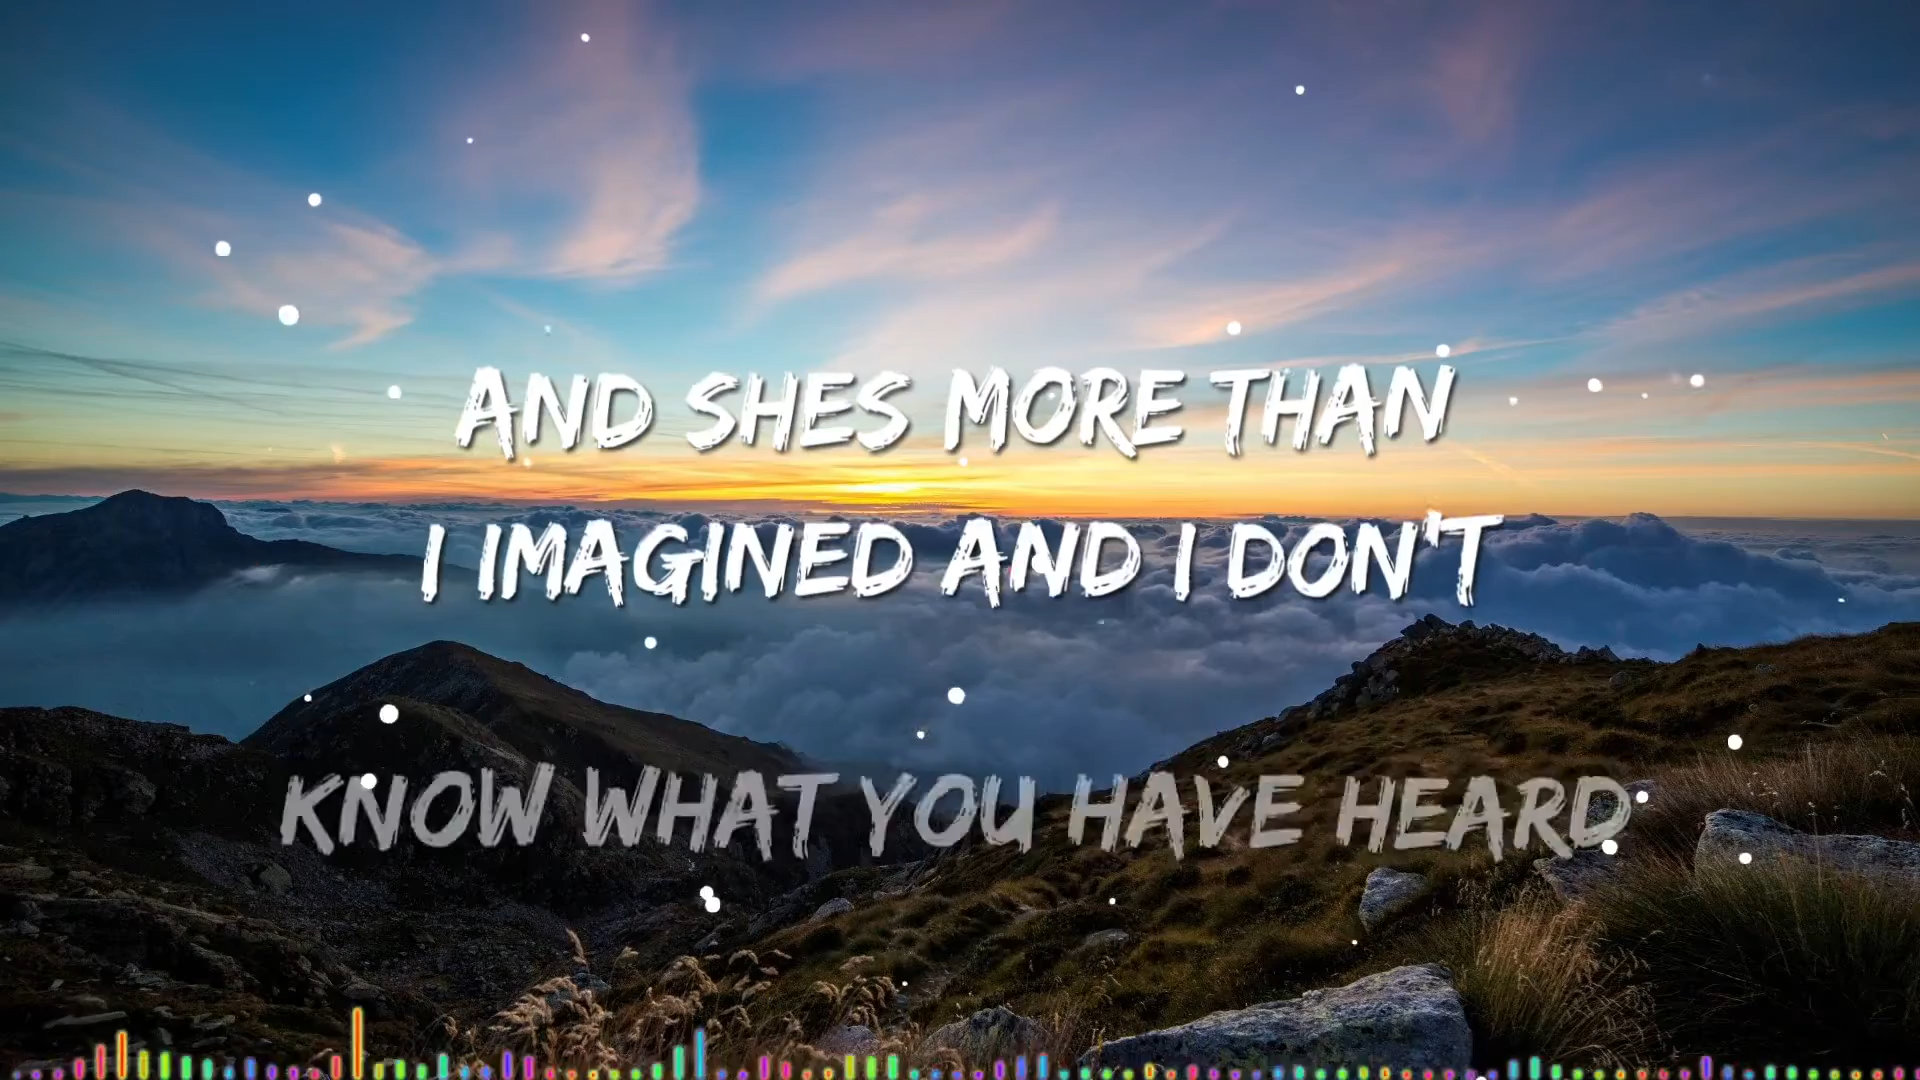 AND SHES MORE THAN
I IMAGINED AND I DON'T
KNOW WHAT YOU HAVE HEARD